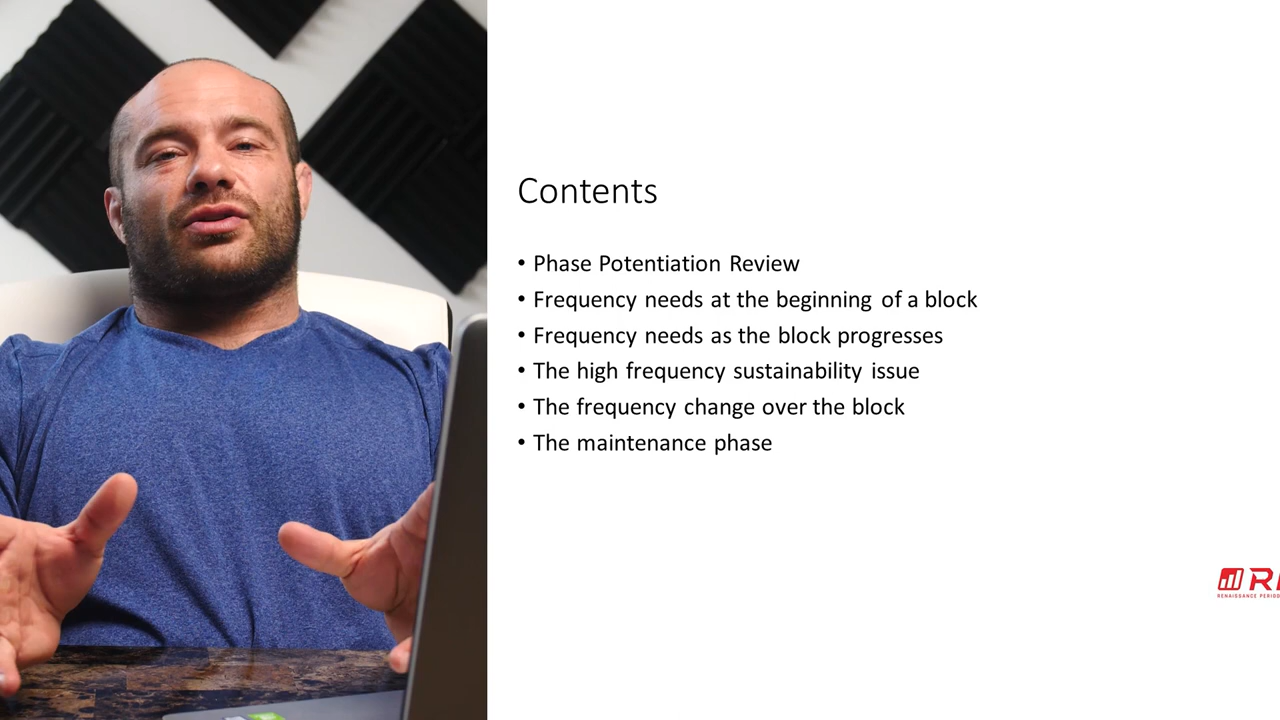 Contents
• Phase Potentiation Review
• Frequency needs at the beginning of a block
• Frequency needs as the block progresses
• The high frequency sustainability issue
• The frequency change over the block
• The maintenance phase
RENAISSANCE